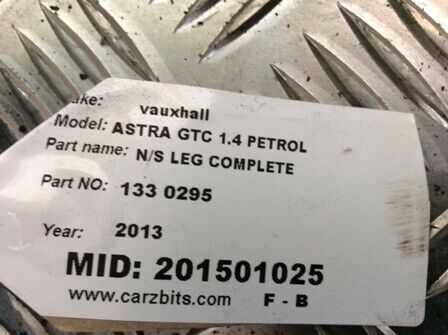 ake: vauxhall
Model: ASTRA GTC 1.4 PETROL
Part name: N/S LEG COMPLETE
Part NO: 133 0295
Year: 2013
MID: 201501025
www.carzbits.com F - B